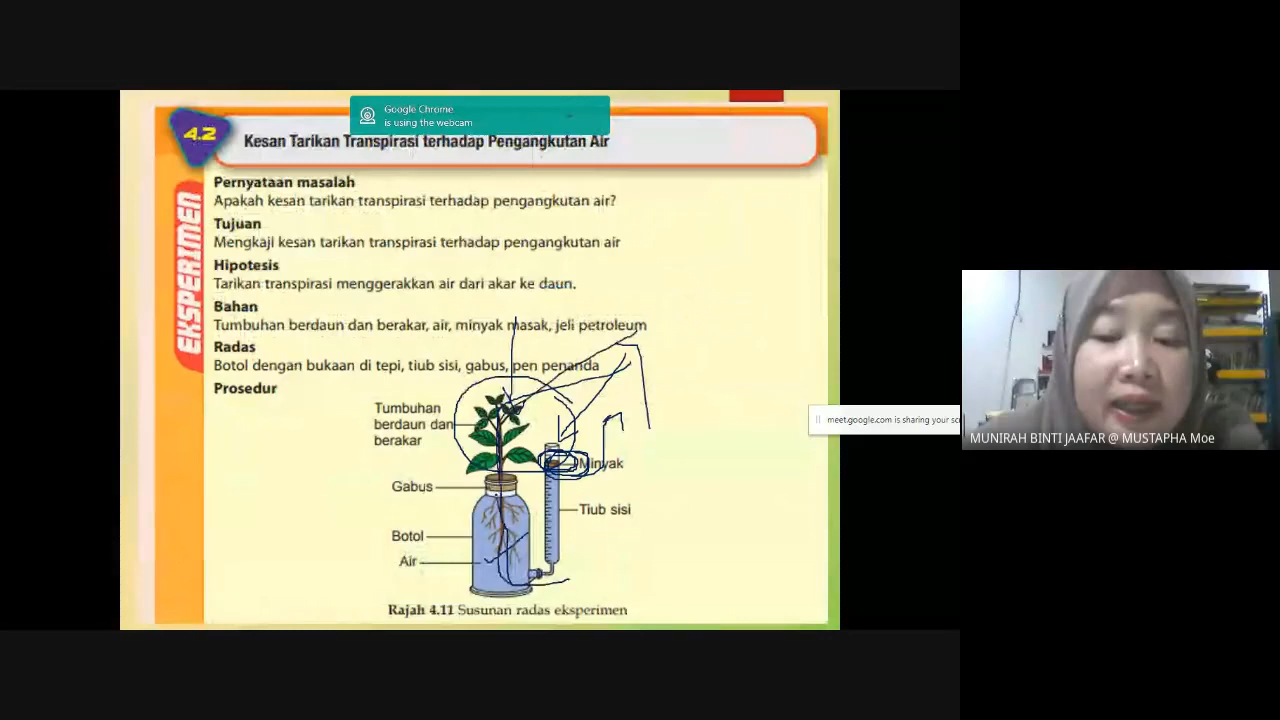 Google Chrome
is using the webcam
4.2
Kesan Tarikan Transpirasi terhadap Pengangkutan Air
EKSPERIMEN
Pernyataan masalah
Apakah kesan tarikan transpirasi terhadap pengangkutan air?
Tujuan
Mengkaji kesan tarikan transpirasi terhadap pengangkutan air
Hipotesis
Tarikan transpirasi menggerakkan air dari akar ke daun.
Bahan
Tumbuhan berdaun dan berakar, air, minyak masak, jeli petroleum
Radas
Botol dengan bukaan di tepi, tiub sisi, gabus, pen penanda
Prosedur
Tumbuhan
berdaun dan
berakar
Minyak
Gabus
Tiub sisi
Botol
Air
Rajah 4.11 Susunan radas eksperimen
meet.google.com is sharing your
MUNIRAH BINTI JAAFAR @ MUSTAPHA Moe